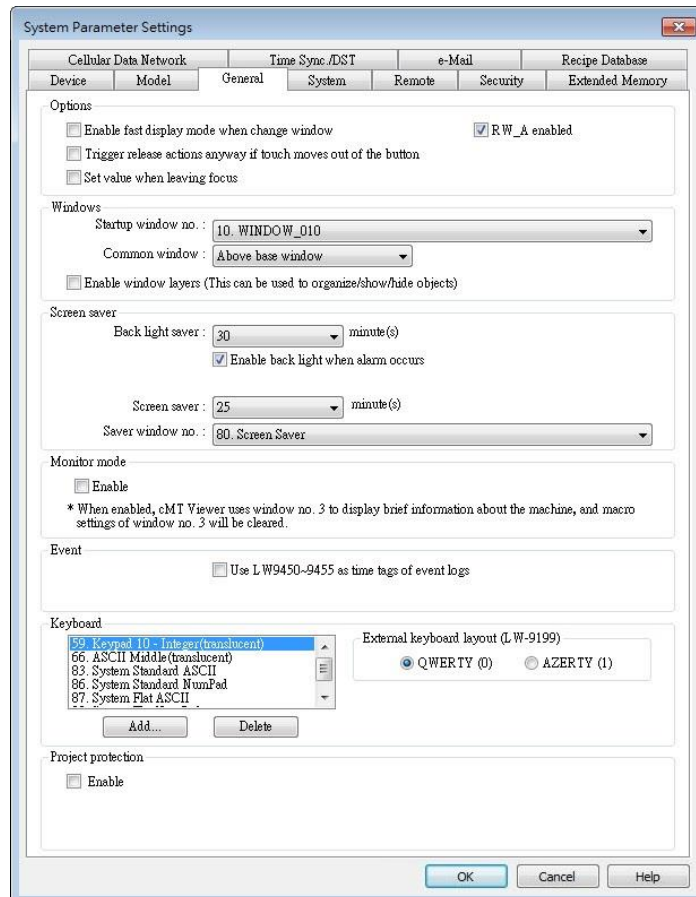 System Parameter Settings
Cellular Data Network Time Sync./DST e-Mail Recipe Database
Device Model General System Remote Security Extended Memory
Options
Enable fast display mode when change window RW_A enabled
Trigger release actions anyway if touch moves out of the button
Set value when leaving focus
Windows
Startup window no. : 10. WINDOW_010
Common window : Above base window
Enable window layers (This can be used to organize/show/hide objects)
Screen saver
Back light saver : 30 minute(s)
Enable back light when alarm occurs
Screen saver : 25 minute(s)
Saver window no. : 80. Screen Saver
Monitor mode
Enable
* When enabled, cMT Viewer uses window no. 3 to display brief information about the machine, and macro
settings of window no. 3 will be cleared.
Event
Use LW9450~9455 as time tags of event logs
Keyboard
59. Keypad 10 - Integer(translucent)
66. ASCII Middle(translucent)
83. System Standard ASCII
86. System Standard NumPad
87. System Flat ASCII
External keyboard layout (LW-9199)
QWERTY (0) AZERTY (1)
Add... Delete
Project protection
Enable
OK Cancel Help